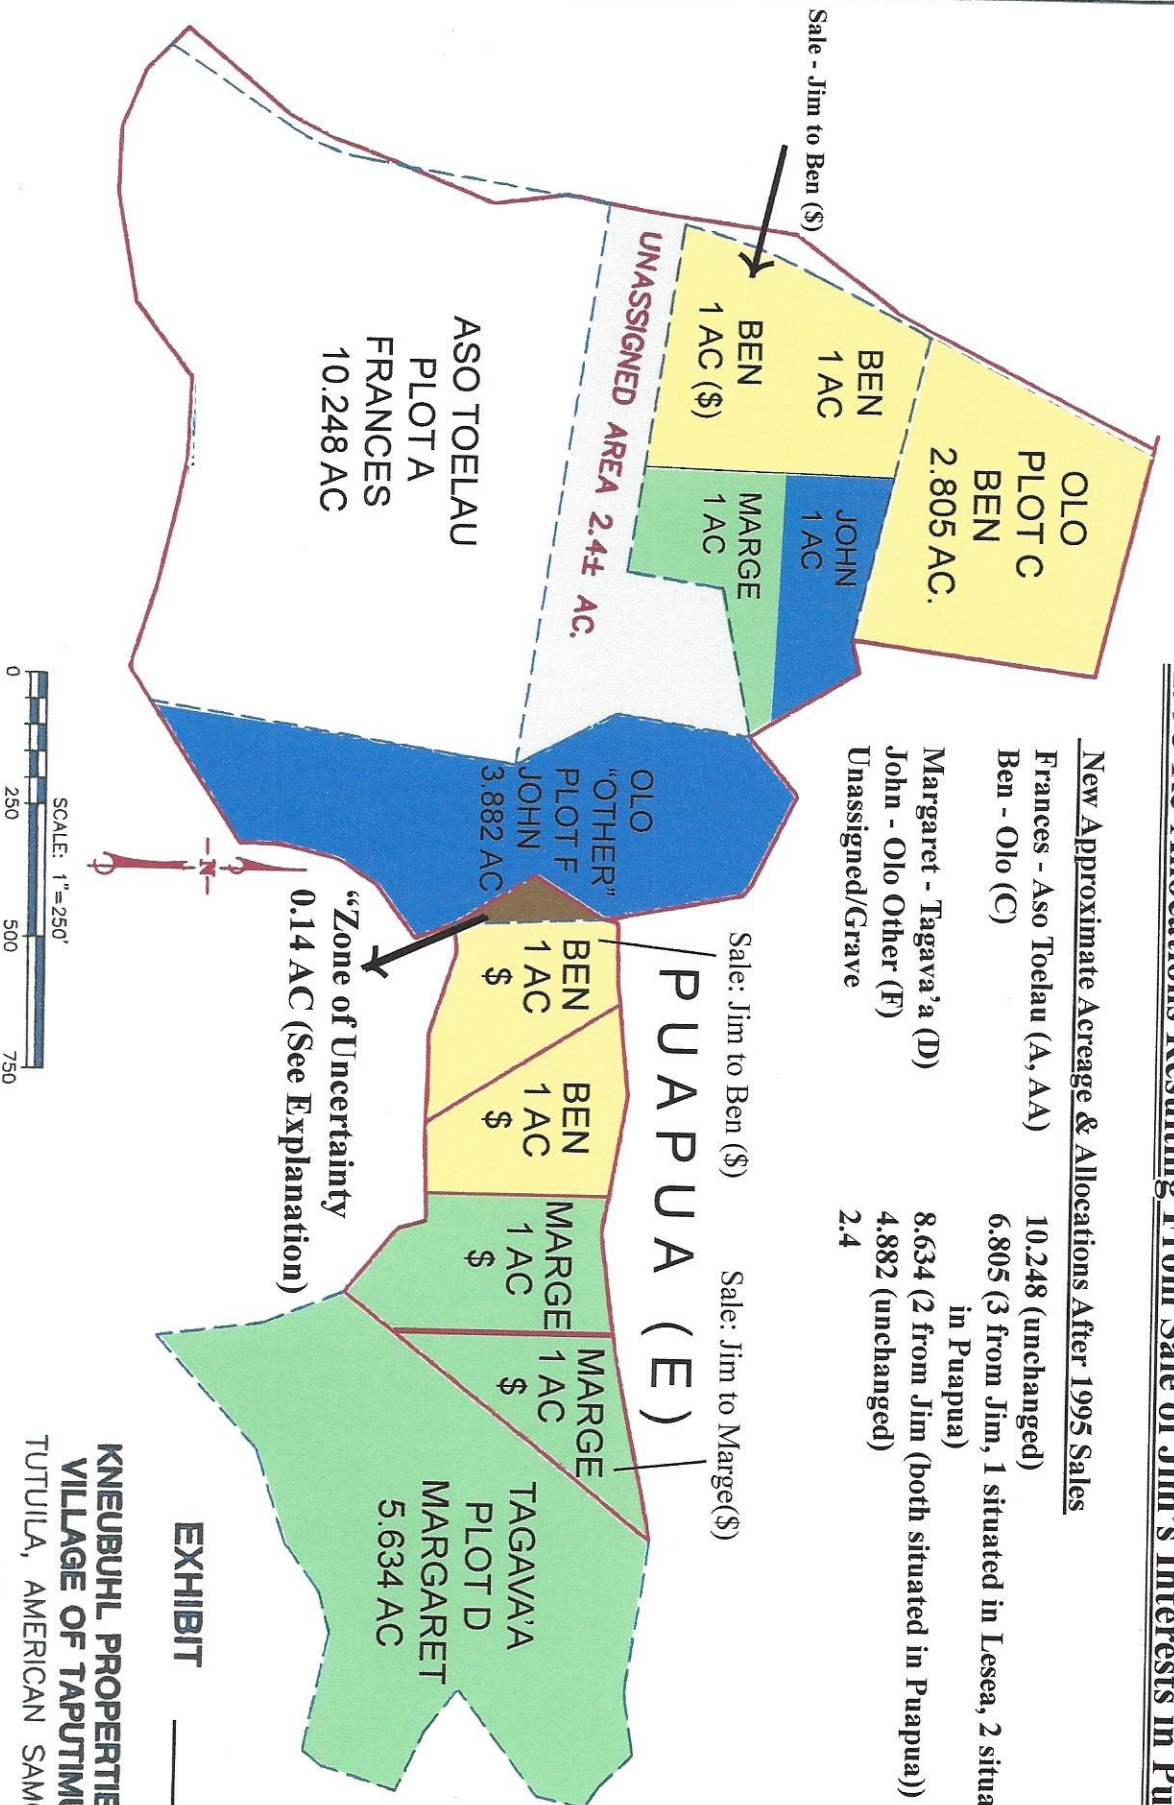 Resulting From Sale of Jim's Interests in
New Approximate Acreage & Allocations After 1995 Sales
Frances - Aso Toelau (A, AA) 10.248 (unchanged)
Ben - Olo (C) 6.805 (3 from Jim, 1 situated in Lesea, 2
in Puapua)
Margaret - Tagava'a (D) 8.634 (2 from Jim (both situated in Puapua))
John - Olo Other (F) 4.882 (unchanged)
Unassigned/Grave 2.4
Sale - Jim to Ben ($)
OLO
PLOT C
BEN
2.805 AC.
BEN
1 AC
JOHN
1 AC
BEN
1 AC ($)
MARGE
1 AC
UNASSIGNED AREA 2.4± AC.
ASO TOELAU
PLOT A
FRANCES
10.248 AC
OLO
"OTHER"
PLOT F
JOHN
3.882 AC
Sale: Jim to Ben ($)
Sale: Jim to Marge($)
PUAPUA (E)
BEN
1 AC
$
BEN
1 AC
$
MARGE
1 AC
$
MARGE
1 AC
$
TAGAVA'A
PLOT D
MARGARET
5.634 AC
"Zone of Uncertainty
0.14 AC (See Explanation)
-N-
SCALE: 1"=250'
0 250 500 750
EXHIBIT
KNEUBUHL
VILLAGE OF
TUTUILA, AMERICAN